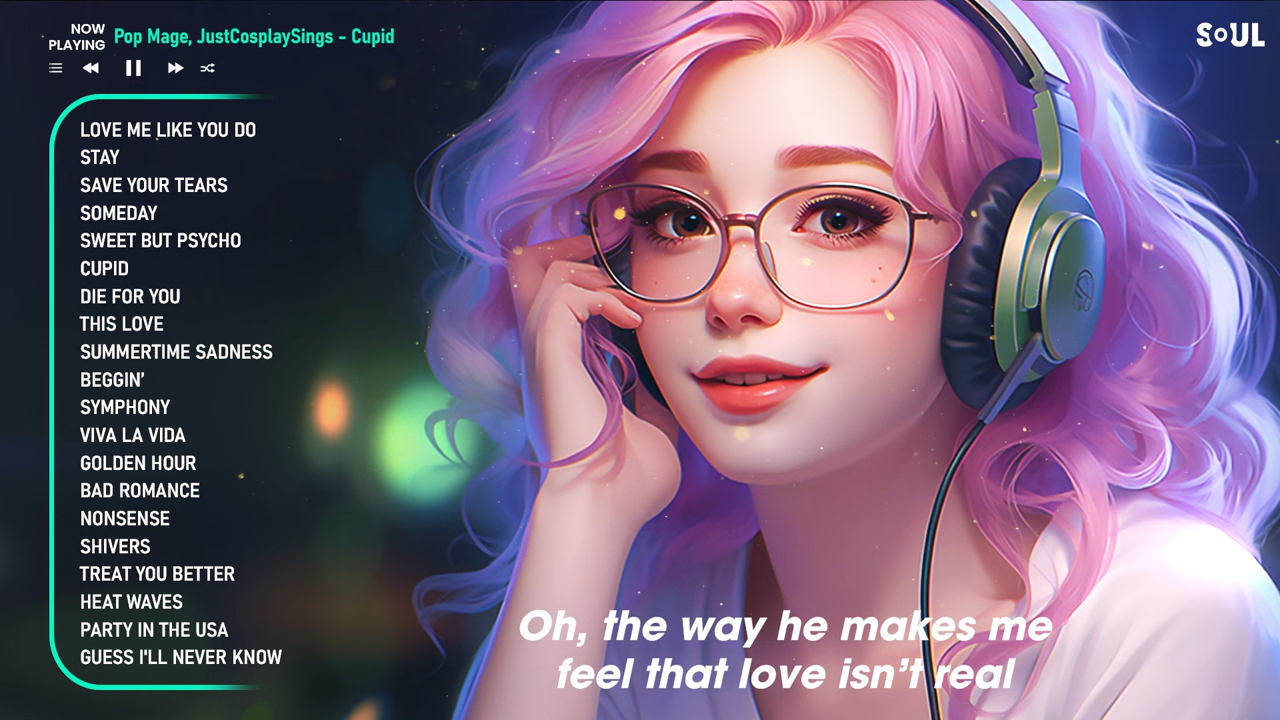 NOW
PLAYING
Pop Mage, JustCosplaySings - Cupid
SOUL
LOVE ME LIKE YOU DO
STAY
SAVE YOUR TEARS
SOMEDAY
SWEET BUT PSYCHO
CUPID
DIE FOR YOU
THIS LOVE
SUMMERTIME SADNESS
BEGGIN’
SYMPHONY
VIVA LA VIDA
GOLDEN HOUR
BAD ROMANCE
NONSENSE
SHIVERS
TREAT YOU BETTER
HEAT WAVES
PARTY IN THE USA
GUESS I'LL NEVER KNOW
Oh, the way he makes me
feel that love isn’t real